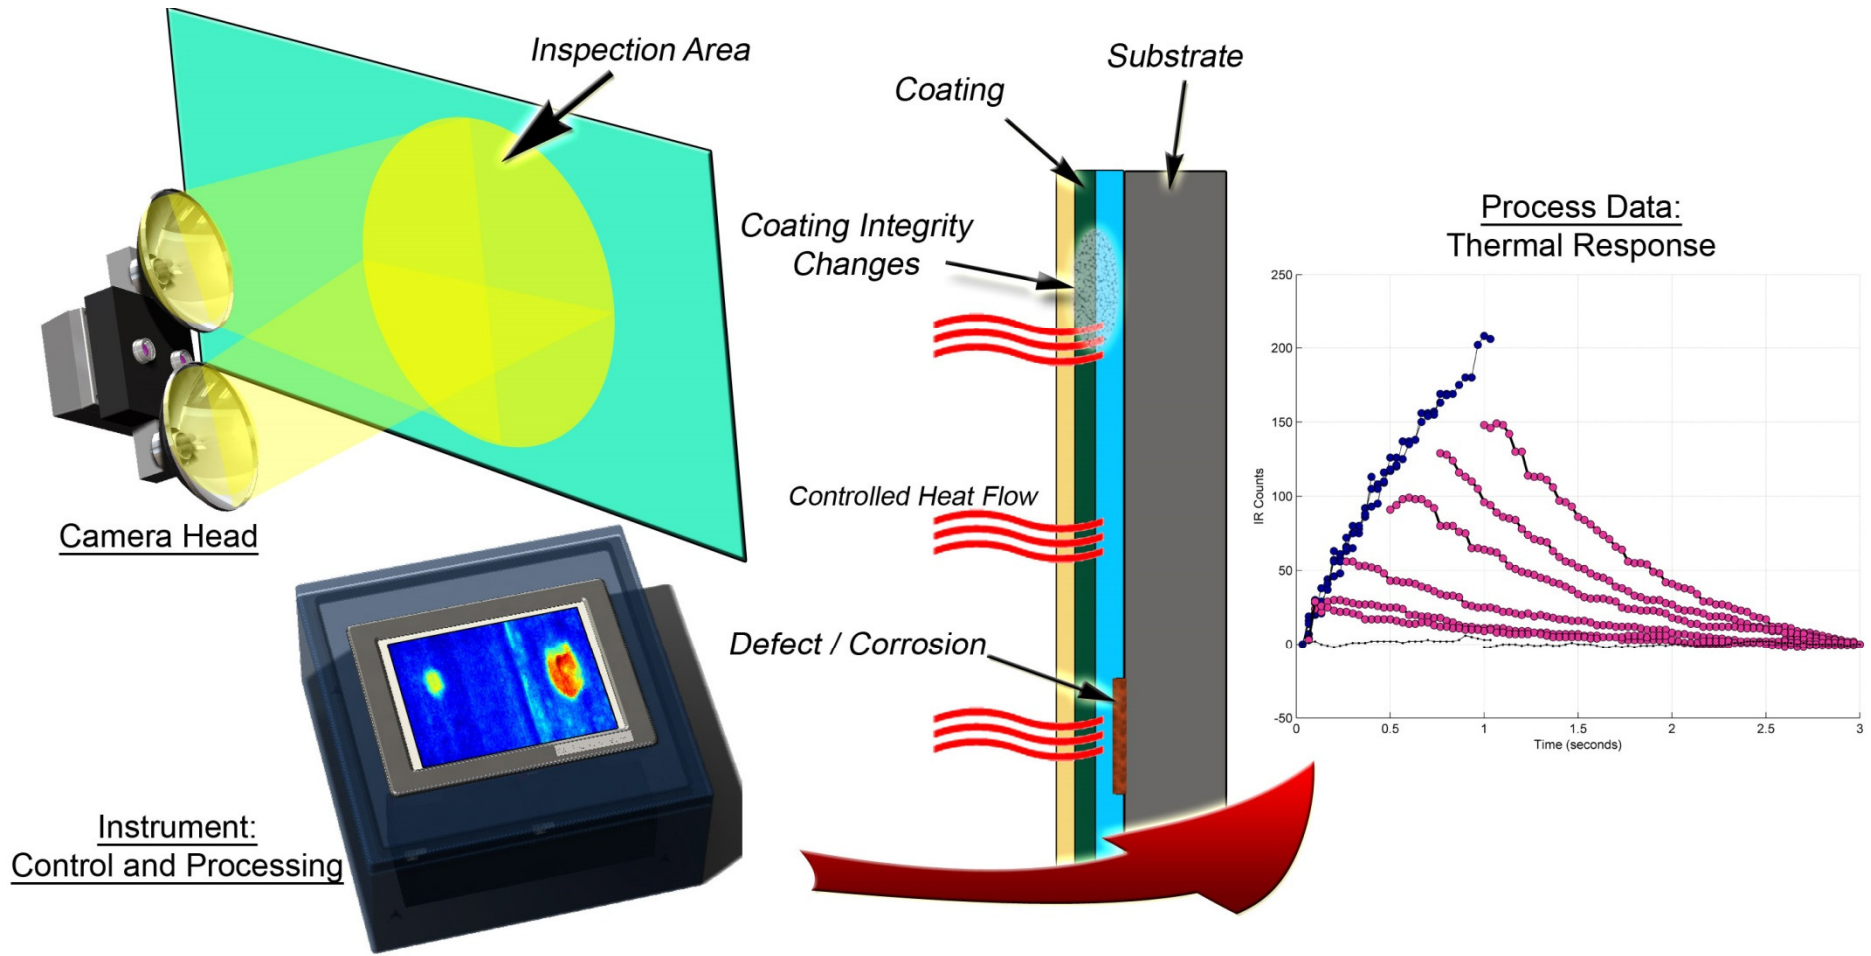 Inspection Area
Camera Head
Instrument:
Control and Processing
Substrate
Coating
Coating Integrity
Changes
Controlled Heat Flow
Defect / Corrosion
Process Data:
Thermal Response
250
200
150
100
50
0
-50
IR Counts
0
0.5
1
1.5
2
2.5
3
Time (seconds)